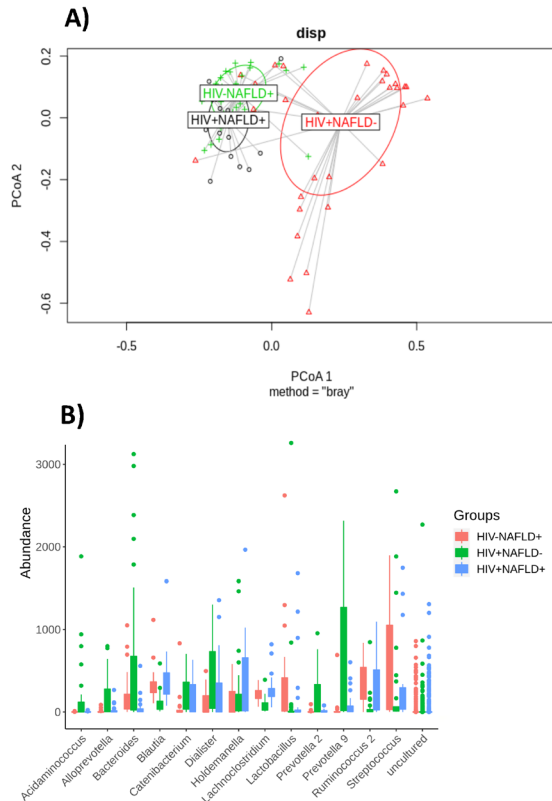 A)
disp
0.2
0.0
-0.2
-0.4
-0.6
PCoA 2
HIV-NAFLD+
HIV+NAFLD+
HIV+NAFLD-
-0.5
0.0
0.5
PCoA 1
method = "bray"
B)
3000
2000
1000
0
Abundance
Groups
HIV-NAFLD+
HIV+NAFLD-
HIV+NAFLD+
Acidaminococcus
Alloprevotella
Bacteroides
Blautia
Catenibacterium
Dialister
Holdemanella
Lachnoclostridium
Lactobacillus
Prevotella 2
Prevotella 9
Ruminococcus 2
Streptococcus
uncultured